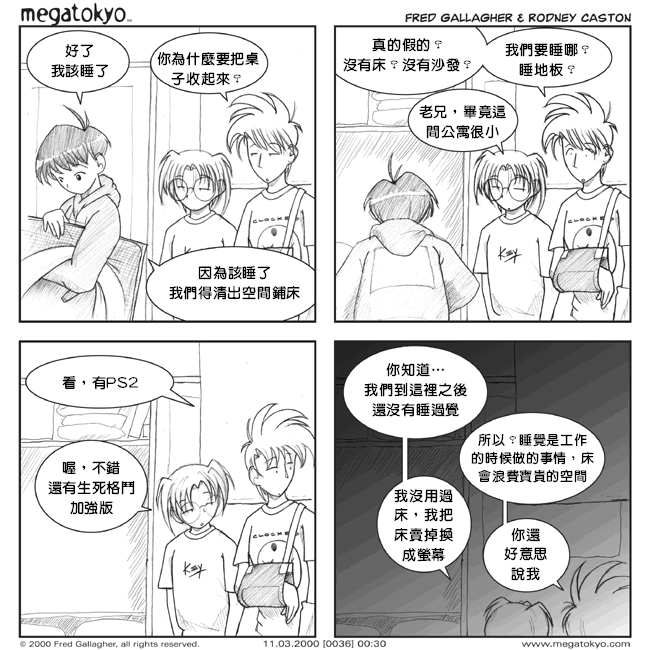 megatokyo™
FRED GALLAGHER & RODNEY CASTON
好了
我該睡了
你為什麼要把桌
子收起來？
因為該睡了
我們得清出空間鋪床
真的假的？
沒有床？沒有沙發？
我們要睡哪？
睡地板？
老兄，畢竟這
間公寓很小
CLOCKED
KEY
看，有PS2
喔，不錯
還有生死格鬥
加強版
CLOCKED
KEY
你知道…
我們到這裡之後
還沒有睡過覺
所以？睡覺是工作
的時候做的事情，床
會浪費寶貴的空間
我沒用過
床，我把
床賣掉換
成螢幕
你還
好意思
說我
© 2000 Fred Gallagher, all rights reserved.
11.03.2000 [0036] 00:30
www.megatokyo.com